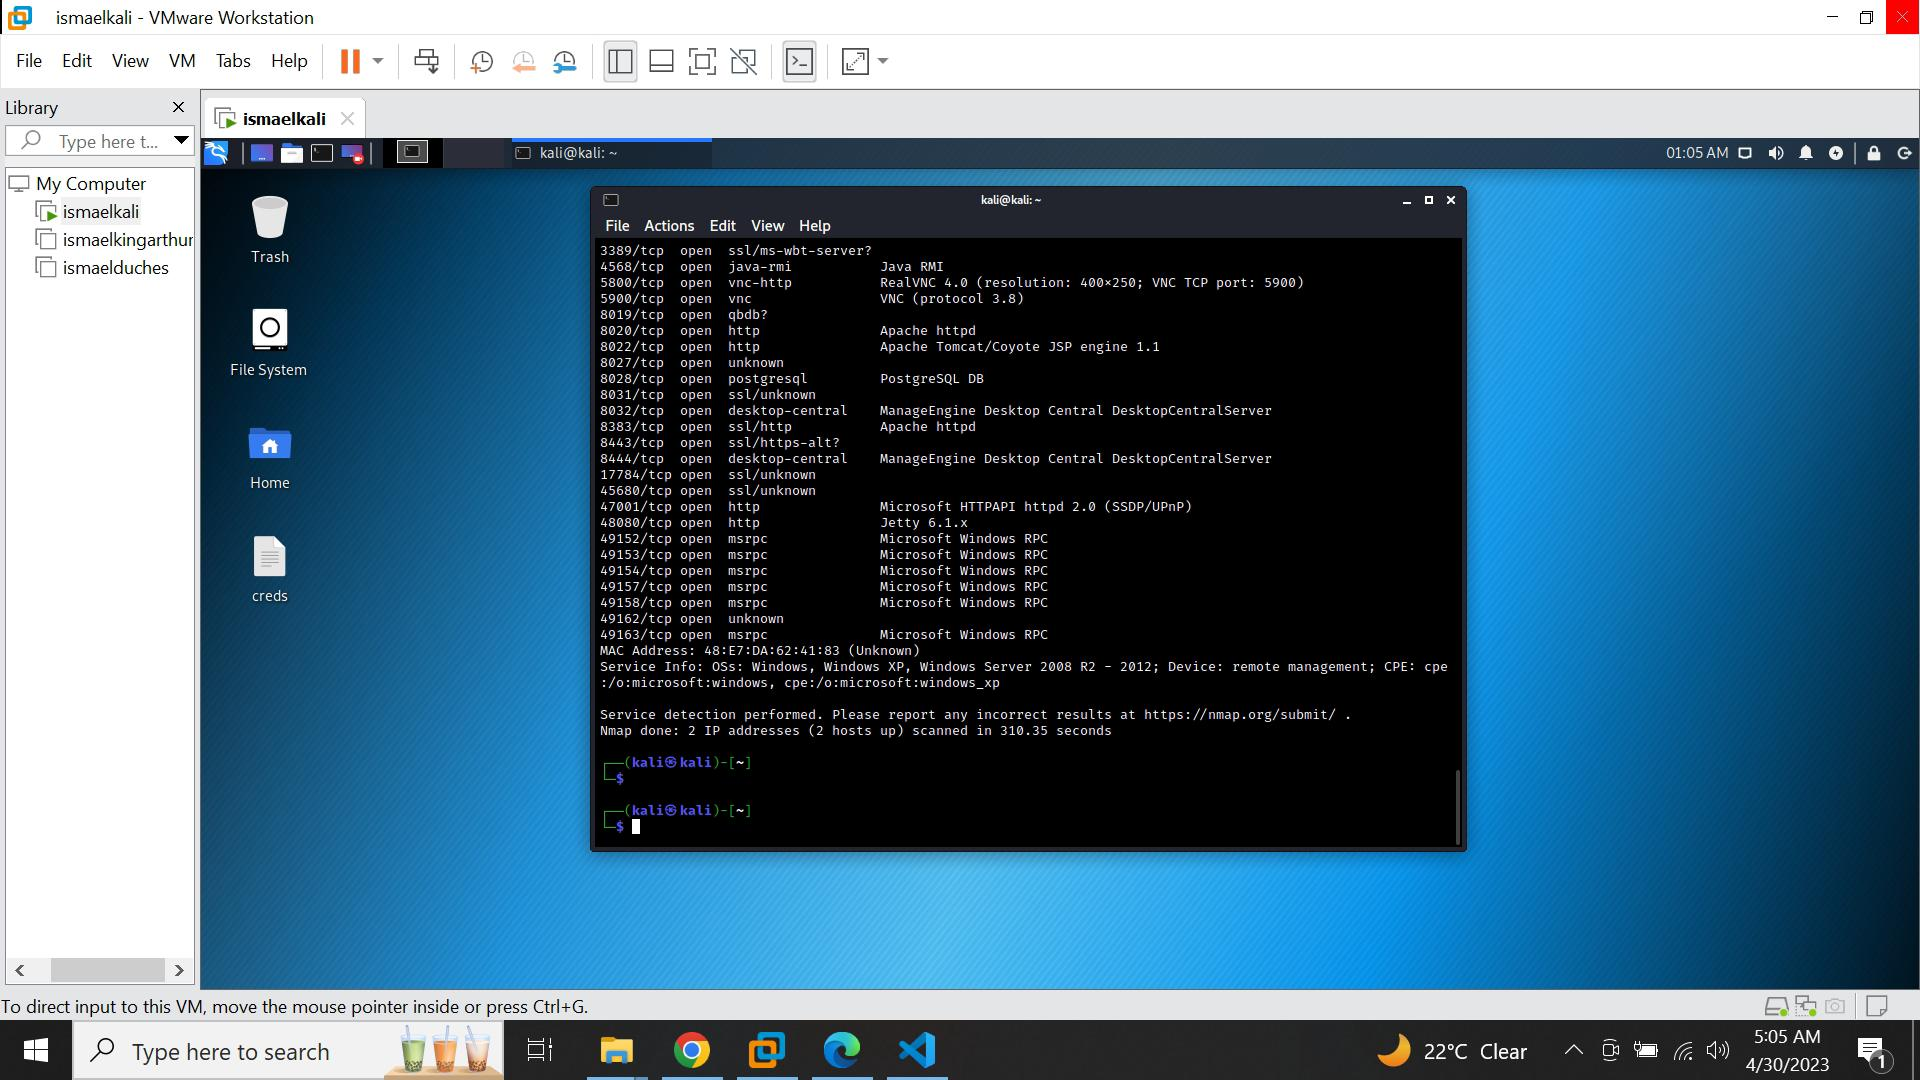 ismaelkali - VMware Workstation
File Edit View VM Tabs Help
Library
Type here t...
My Computer
ismaelkali
ismaelkingarthur
ismaelduches
ismaelkali
kali@kali: ~
01:05 AM
Trash
File System
Home
creds
kali@kali: ~
File Actions Edit View Help
3389/tcp open ssl/ms-wbt-server?
4568/tcp open java-rmi Java RMI
5800/tcp open vnc-http RealVNC 4.0 (resolution: 400×250; VNC TCP port: 5900)
5900/tcp open vnc VNC (protocol 3.8)
8019/tcp open qbdb?
8020/tcp open http Apache httpd
8022/tcp open http Apache Tomcat/Coyote JSP engine 1.1
8027/tcp open unknown
8028/tcp open postgresql PostgreSQL DB
8031/tcp open ssl/unknown
8032/tcp open desktop-central ManageEngine Desktop Central DesktopCentralServer
8383/tcp open ssl/http Apache httpd
8443/tcp open ssl/https-alt?
8444/tcp open desktop-central ManageEngine Desktop Central DesktopCentralServer
17784/tcp open ssl/unknown
45680/tcp open ssl/unknown
47001/tcp open http Microsoft HTTPAPI httpd 2.0 (SSDP/UPnP)
48080/tcp open http Jetty 6.1.x
49152/tcp open msrpc Microsoft Windows RPC
49153/tcp open msrpc Microsoft Windows RPC
49154/tcp open msrpc Microsoft Windows RPC
49157/tcp open msrpc Microsoft Windows RPC
49158/tcp open msrpc Microsoft Windows RPC
49162/tcp open unknown
49163/tcp open msrpc Microsoft Windows RPC
MAC Address: 48:E7:DA:62:41:83 (Unknown)
Service Info: OSs: Windows, Windows XP, Windows Server 2008 R2 - 2012; Device: remote management; CPE: cpe
:/o:microsoft:windows, cpe:/o:microsoft:windows_xp
Service detection performed. Please report any incorrect results at https://nmap.org/submit/ .
Nmap done: 2 IP addresses (2 hosts up) scanned in 310.35 seconds
┌──(kali㉿kali)-[~]
└─$
┌──(kali㉿kali)-[~]
└─$
To direct input to this VM, move the mouse pointer inside or press Ctrl+G.
Type here to search
22°C Clear
5:05 AM
4/30/2023
1